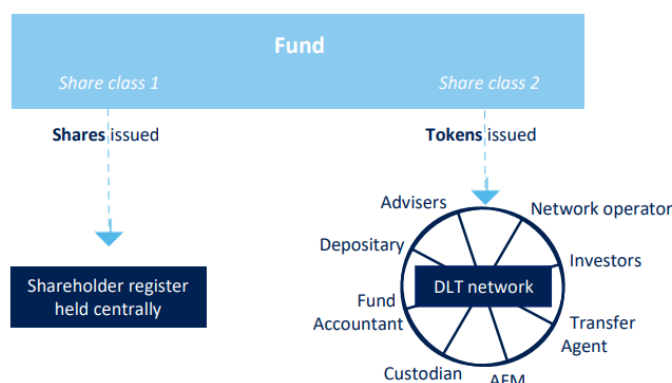 Fund
Share class 1
Share class 2
Shares issued
Tokens issued
Advisers
Network operator
Depositary
Investors
Shareholder register
held centrally
DLT network
Fund
Accountant
Transfer
Agent
Custodian